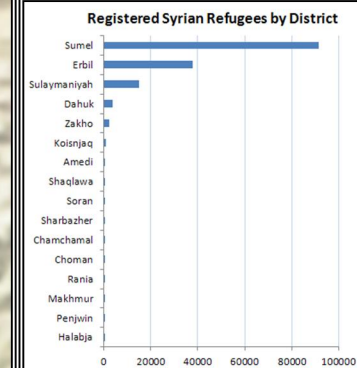 Registered Syrian Refugees by District
Sumel
Erbil
Sulaymaniyah
Dahuk
Zakho
Koisnjaq
Amedi
Shaqlawa
Soran
Sharbazher
Chamchamal
Choman
Rania
Makhmur
Penjwin
Halabja
0 20000 40000 60000 80000 100000